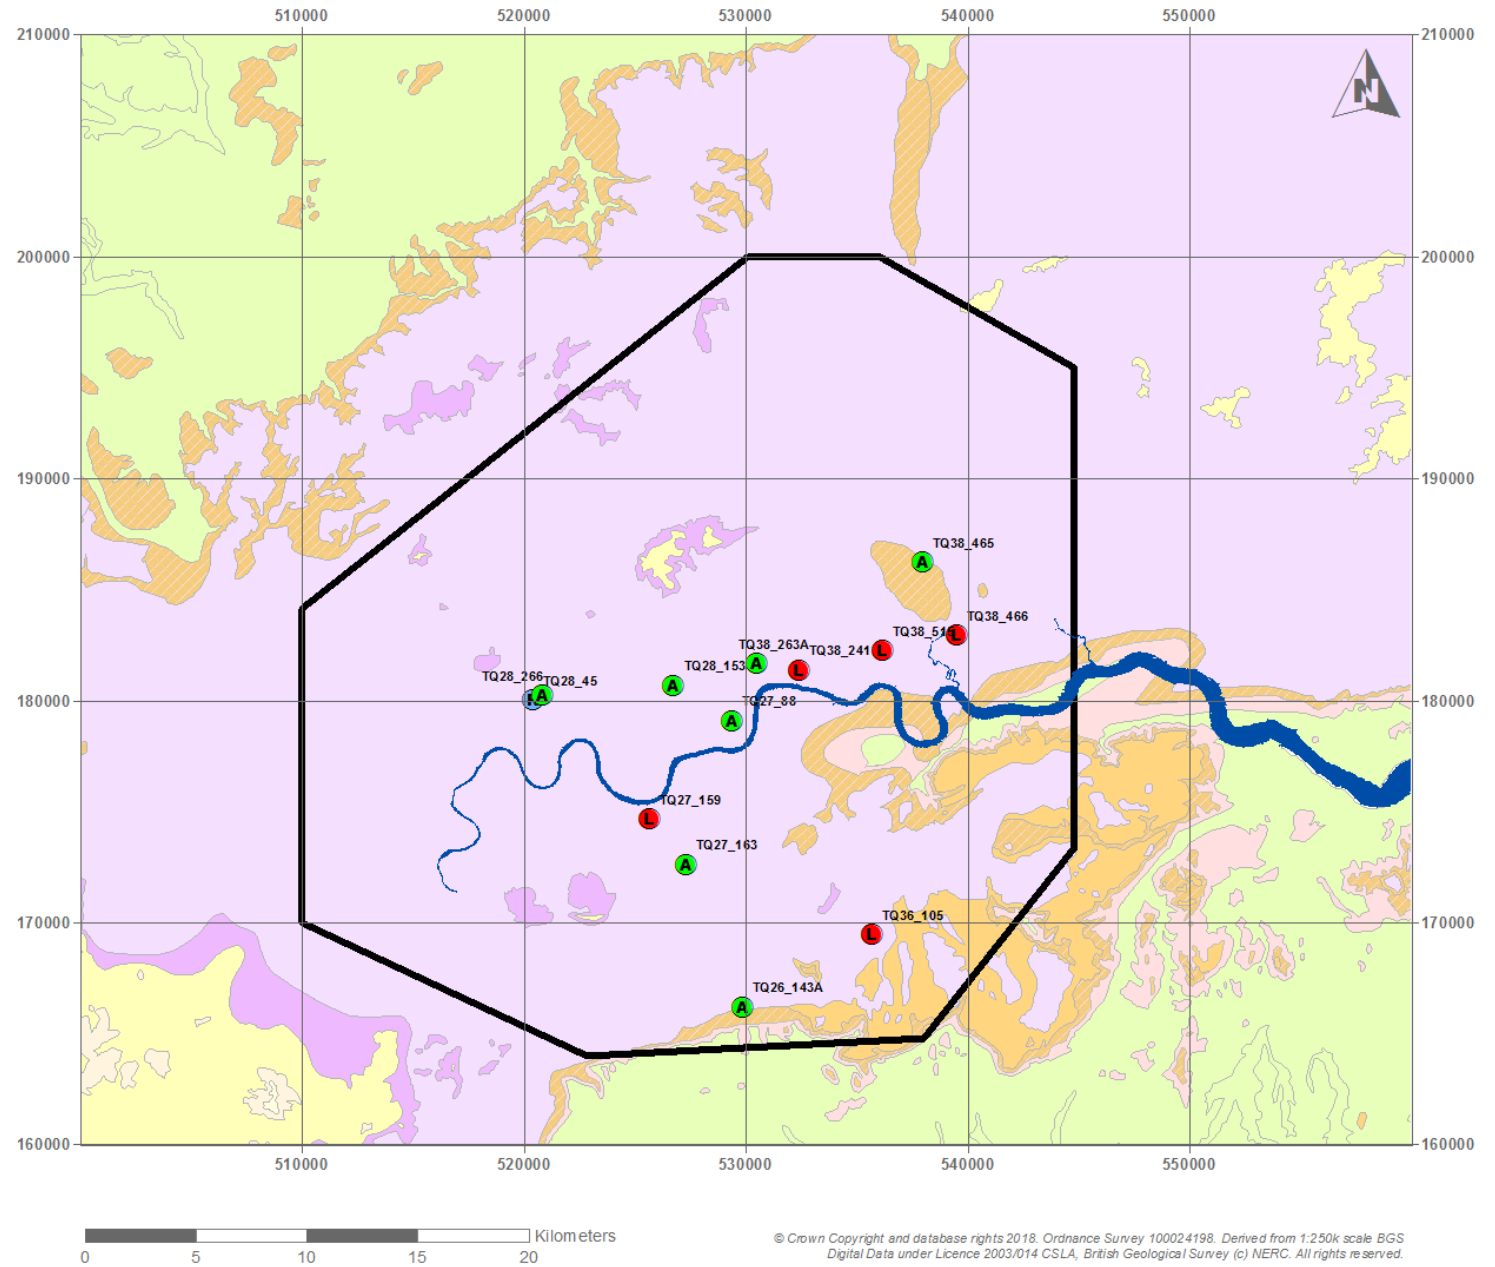 510000 520000 530000 540000 550000
210000 210000
N
200000 200000
190000 190000
TQ38_465
TQ38_466
TQ38_515
TQ38_263A TQ38_241
TQ28_153
TQ28_266 TQ28_45
180000 180000
TQ27_88
TQ27_159
TQ27_163
170000 170000
TQ36_105
TQ26_143A
160000 160000
510000 520000 530000 540000 550000
Kilometers
0 5 10 15 20
© Crown Copyright and database rights 2018. Ordnance Survey 100024198. Derived from 1:250k scale BGS
Digital Data under Licence 2003/014 CSLA, British Geological Survey (c) NERC. All rights reserved.
A
L
L
A
L
A
A
A
L
A
L
A